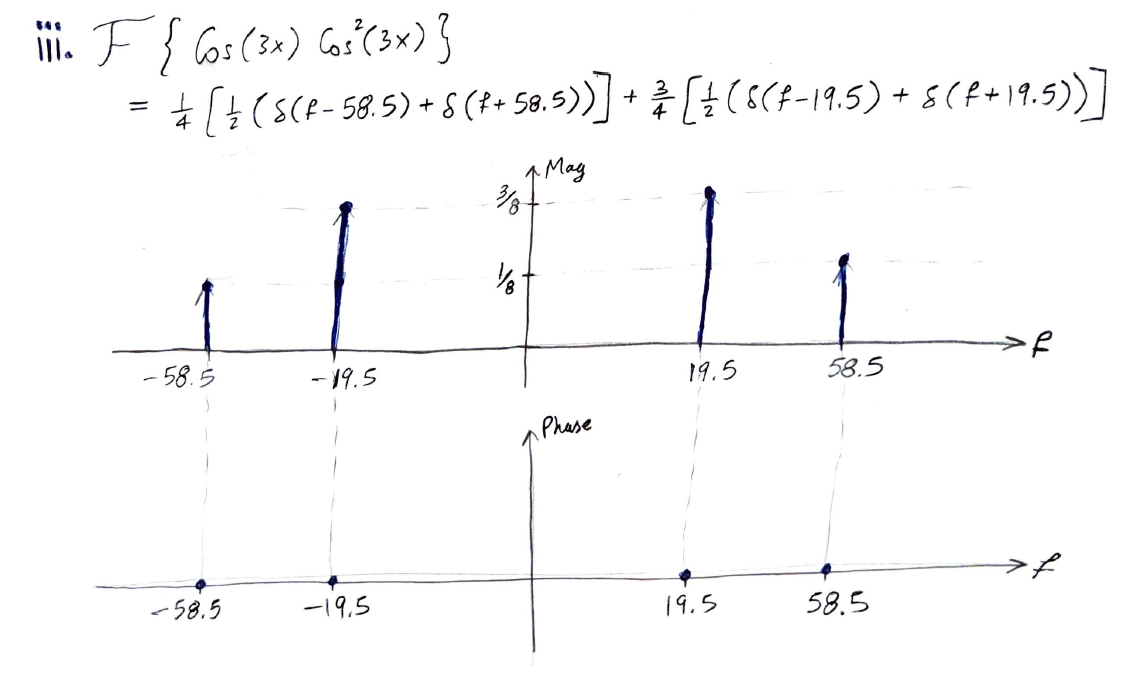 iii. F { Cos(3x) Cos²(3x) }
= 1/4 [ 1/2 ( δ(f-58.5) + δ(f+58.5)) ] + 3/4 [ 1/2 ( δ(f-19.5) + δ(f+19.5)) ]
Mag
3/8
1/8
f
-58.5 -19.5 19.5 58.5
Phase
f
-58.5 -19.5 19.5 58.5